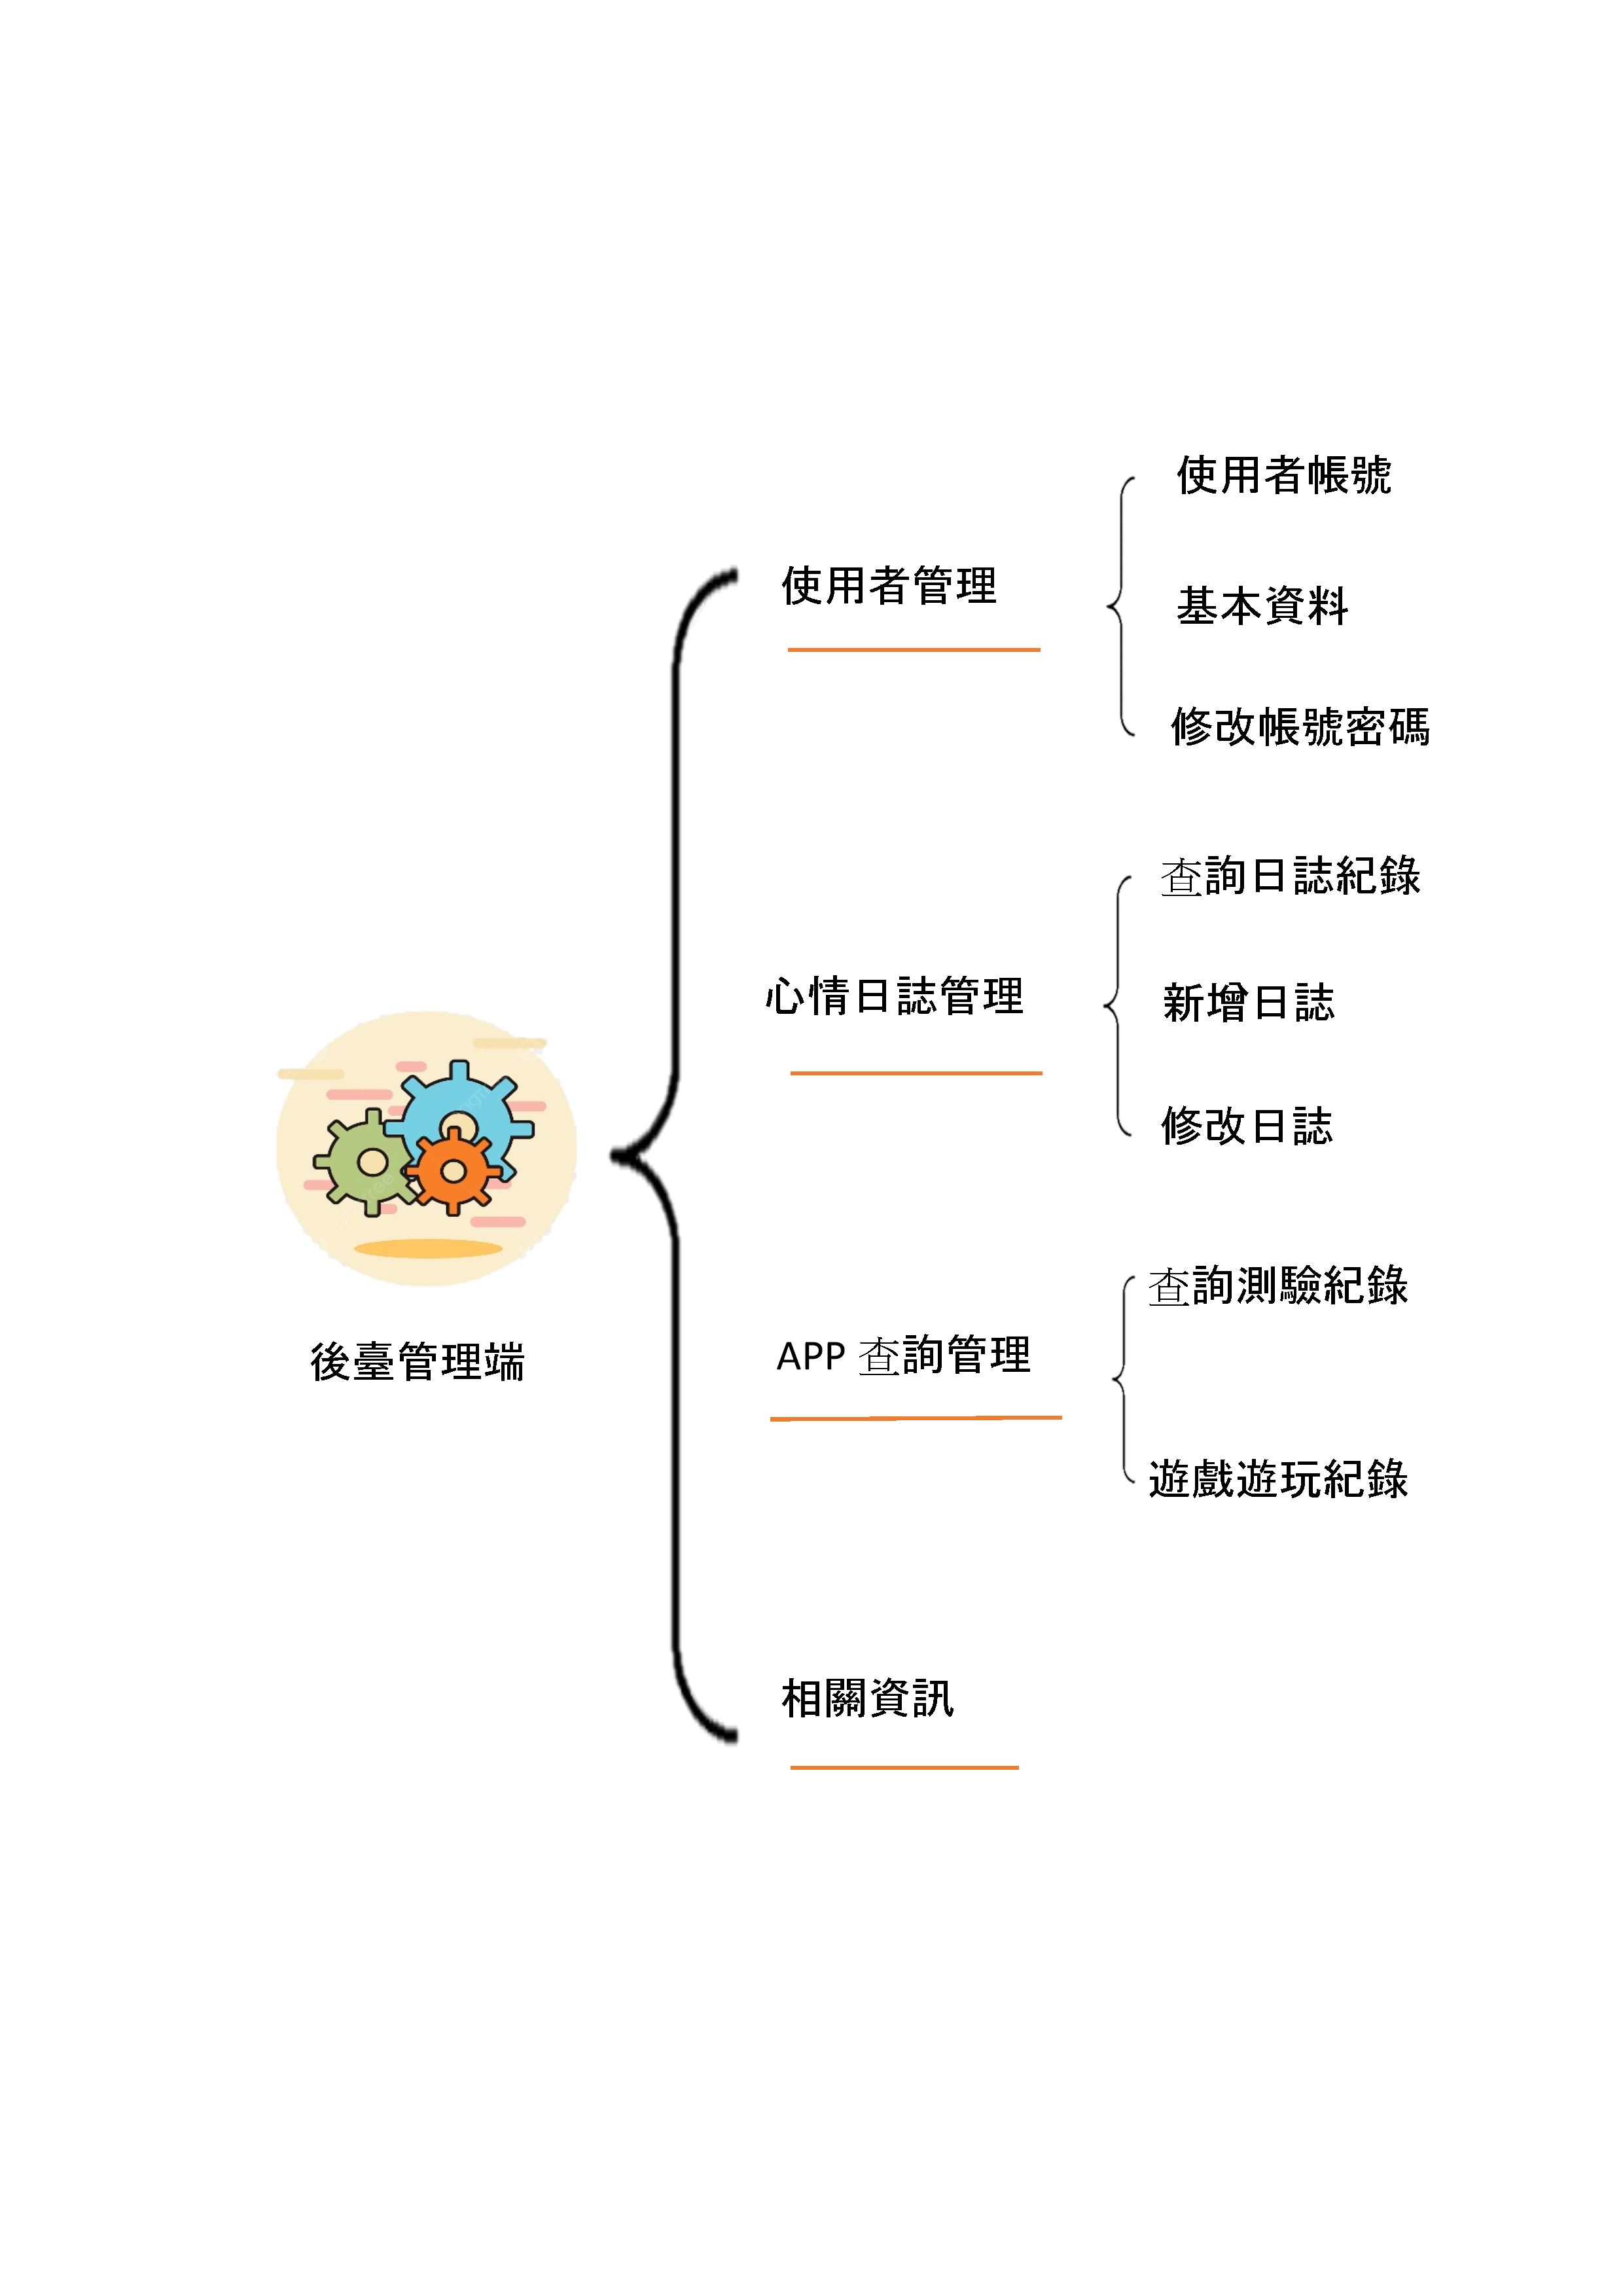 使用者帳號
使用者管理
基本資料
修改帳號密碼
查詢日誌紀錄
心情日誌管理
新增日誌
修改日誌
後臺管理端
查詢測驗紀錄
APP 查詢管理
遊戲遊玩紀錄
相關資訊